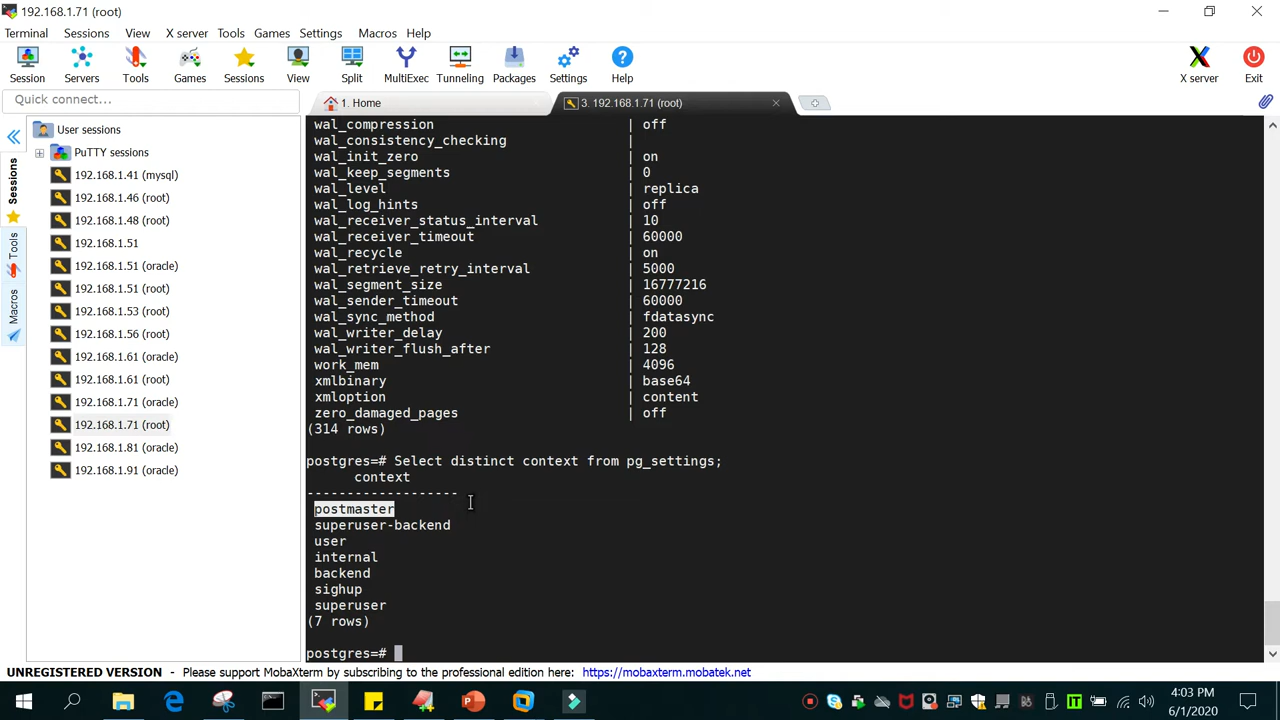 192.168.1.71 (root)
Terminal Sessions View X server Tools Games Settings Macros Help
Session Servers Tools Games Sessions View Split MultiExec Tunneling Packages Settings Help X server Exit
Quick connect...
1. Home
3. 192.168.1.71 (root)
Sessions
Tools
Macros
User sessions
PuTTY sessions
192.168.1.41 (mysql)
192.168.1.46 (root)
192.168.1.48 (root)
192.168.1.51
192.168.1.51 (oracle)
192.168.1.51 (root)
192.168.1.53 (root)
192.168.1.56 (root)
192.168.1.61 (oracle)
192.168.1.61 (root)
192.168.1.71 (oracle)
192.168.1.71 (root)
192.168.1.81 (oracle)
192.168.1.91 (oracle)
wal_compression | off
wal_consistency_checking |
wal_init_zero | on
wal_keep_segments | 0
wal_level | replica
wal_log_hints | off
wal_receiver_status_interval | 10
wal_receiver_timeout | 60000
wal_recycle | on
wal_retrieve_retry_interval | 5000
wal_segment_size | 16777216
wal_sender_timeout | 60000
wal_sync_method | fdatasync
wal_writer_delay | 200
wal_writer_flush_after | 128
work_mem | 4096
xmlbinary | base64
xmloption | content
zero_damaged_pages | off
(314 rows)
postgres=# Select distinct context from pg_settings;
context
-------------------
postmaster
superuser-backend
user
internal
backend
sighup
superuser
(7 rows)
postgres=#
UNREGISTERED VERSION - Please support MobaXterm by subscribing to the professional edition here: https://mobaxterm.mobatek.net
4:03 PM
6/1/2020